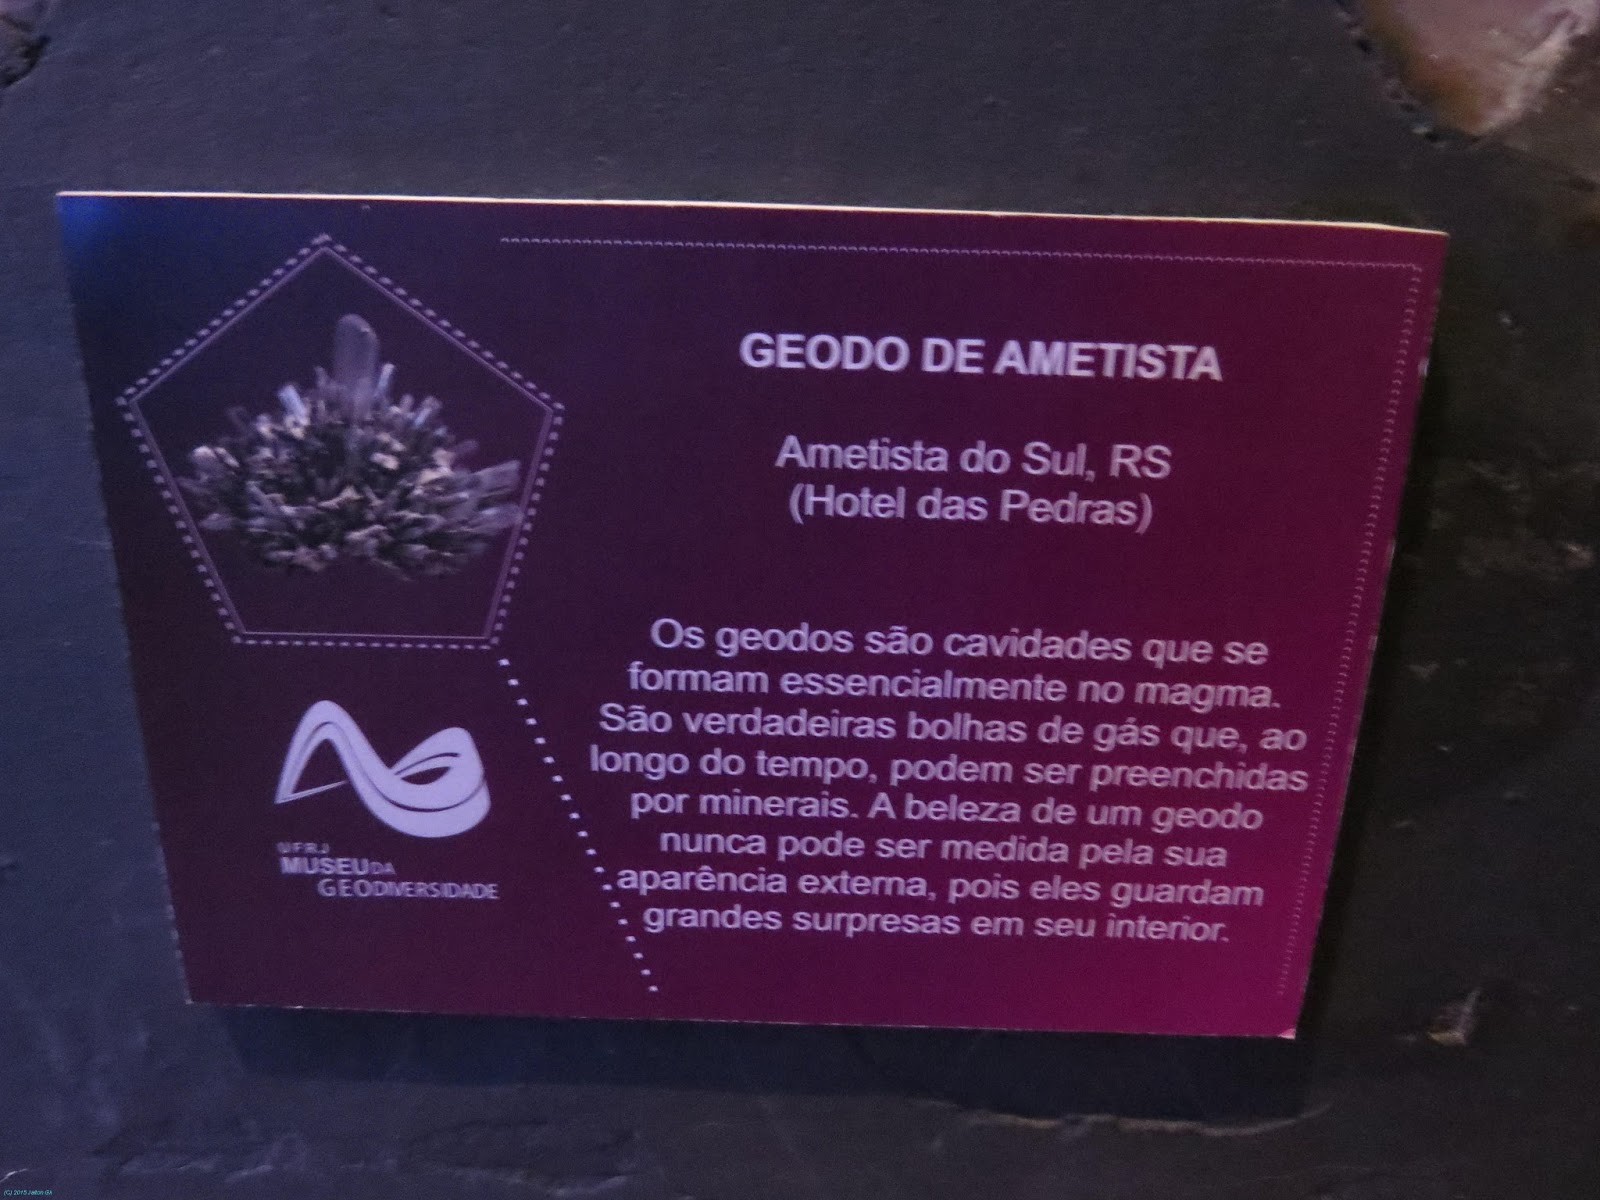 GEODO DE AMETISTA
Ametista do Sul, RS
(Hotel das Pedras)
Os geodos são cavidades que se
formam essencialmente no magma.
São verdadeiras bolhas de gás que, ao
longo do tempo, podem ser preenchidas
por minerais. A beleza de um geodo
nunca pode ser medida pela sua
aparência externa, pois eles guardam
grandes surpresas em seu interior.
UFRJ
MUSEU DA
GEODIVERSIDADE
(C) 2015